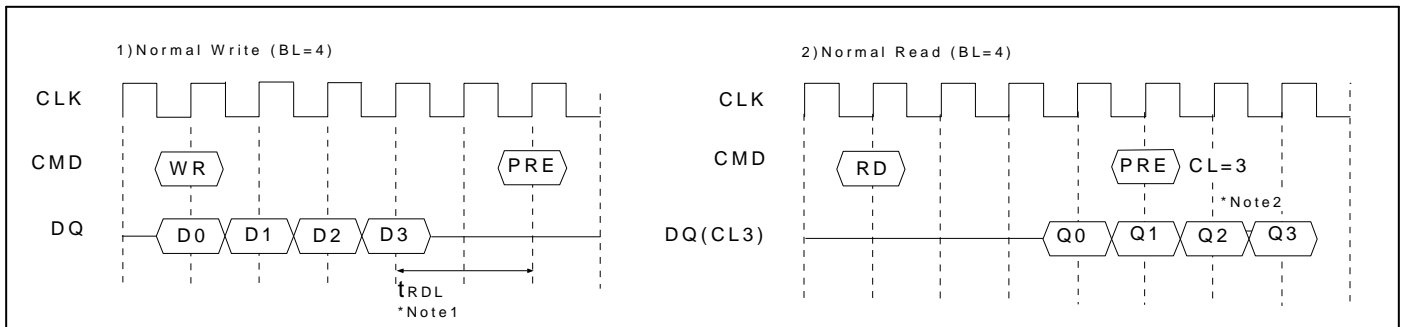 1)Normal Write (BL=4)
CLK
CMD WR PRE
DQ D0 D1 D2 D3
tRDL
*Note1
2)Normal Read (BL=4)
CLK
CMD RD PRE CL=3
*Note2
DQ(CL3) Q0 Q1 Q2 Q3